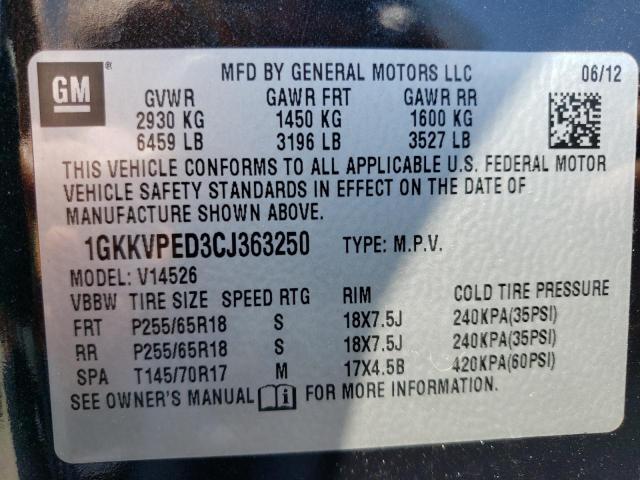 GM ®
MFD BY GENERAL MOTORS LLC 06/12
GVWR GAWR FRT GAWR RR
2930 KG 1450 KG 1600 KG
6459 LB 3196 LB 3527 LB
THIS VEHICLE CONFORMS TO ALL APPLICABLE U.S. FEDERAL MOTOR
VEHICLE SAFETY STANDARDS IN EFFECT ON THE DATE OF
MANUFACTURE SHOWN ABOVE.
1GKKVPED3CJ363250 TYPE: M.P.V.
MODEL: V14526
VBBW TIRE SIZE SPEED RTG RIM COLD TIRE PRESSURE
FRT P255/65R18 S 18X7.5J 240KPA(35PSI)
RR P255/65R18 S 18X7.5J 240KPA(35PSI)
SPA T145/70R17 M 17X4.5B 420KPA(60PSI)
SEE OWNER'S MANUAL i FOR MORE INFORMATION.